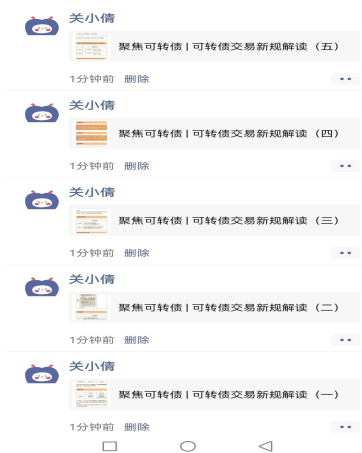 关小倩
聚焦可转债 | 可转债交易新规解读（五）
1分钟前 删除
关小倩
聚焦可转债 | 可转债交易新规解读（四）
1分钟前 删除
关小倩
聚焦可转债 | 可转债交易新规解读（三）
1分钟前 删除
关小倩
聚焦可转债 | 可转债交易新规解读（二）
1分钟前 删除
关小倩
聚焦可转债 | 可转债交易新规解读（一）
1分钟前 删除